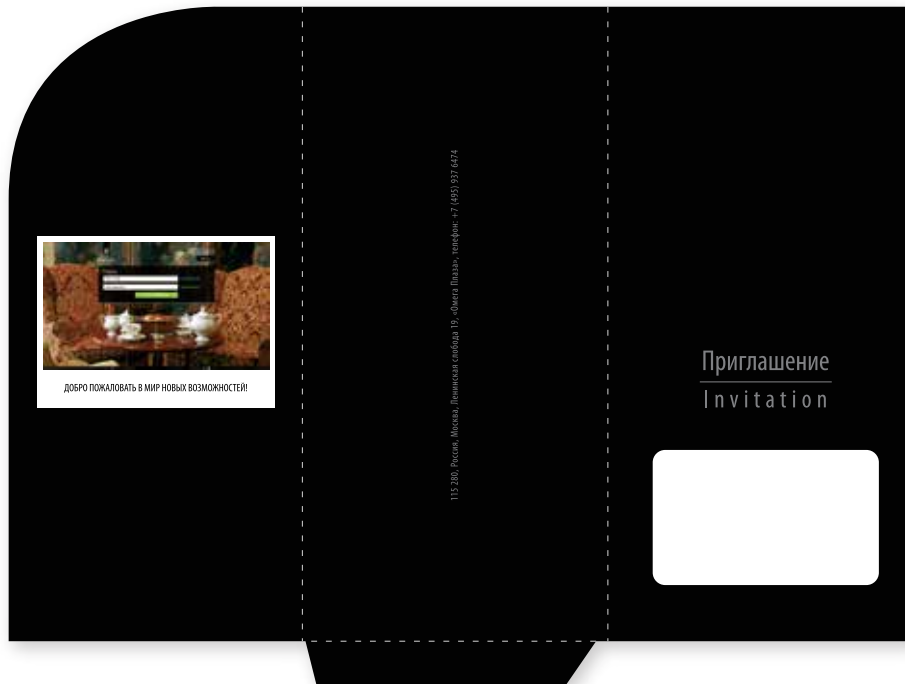 ДОБРО ПОЖАЛОВАТЬ В МИР НОВЫХ ВОЗМОЖНОСТЕЙ!
115 280, Россия, Москва, Ленинская слобода 19, «Омега Плаза», телефон: +7 (495) 937 6474
Приглашение
Invitation